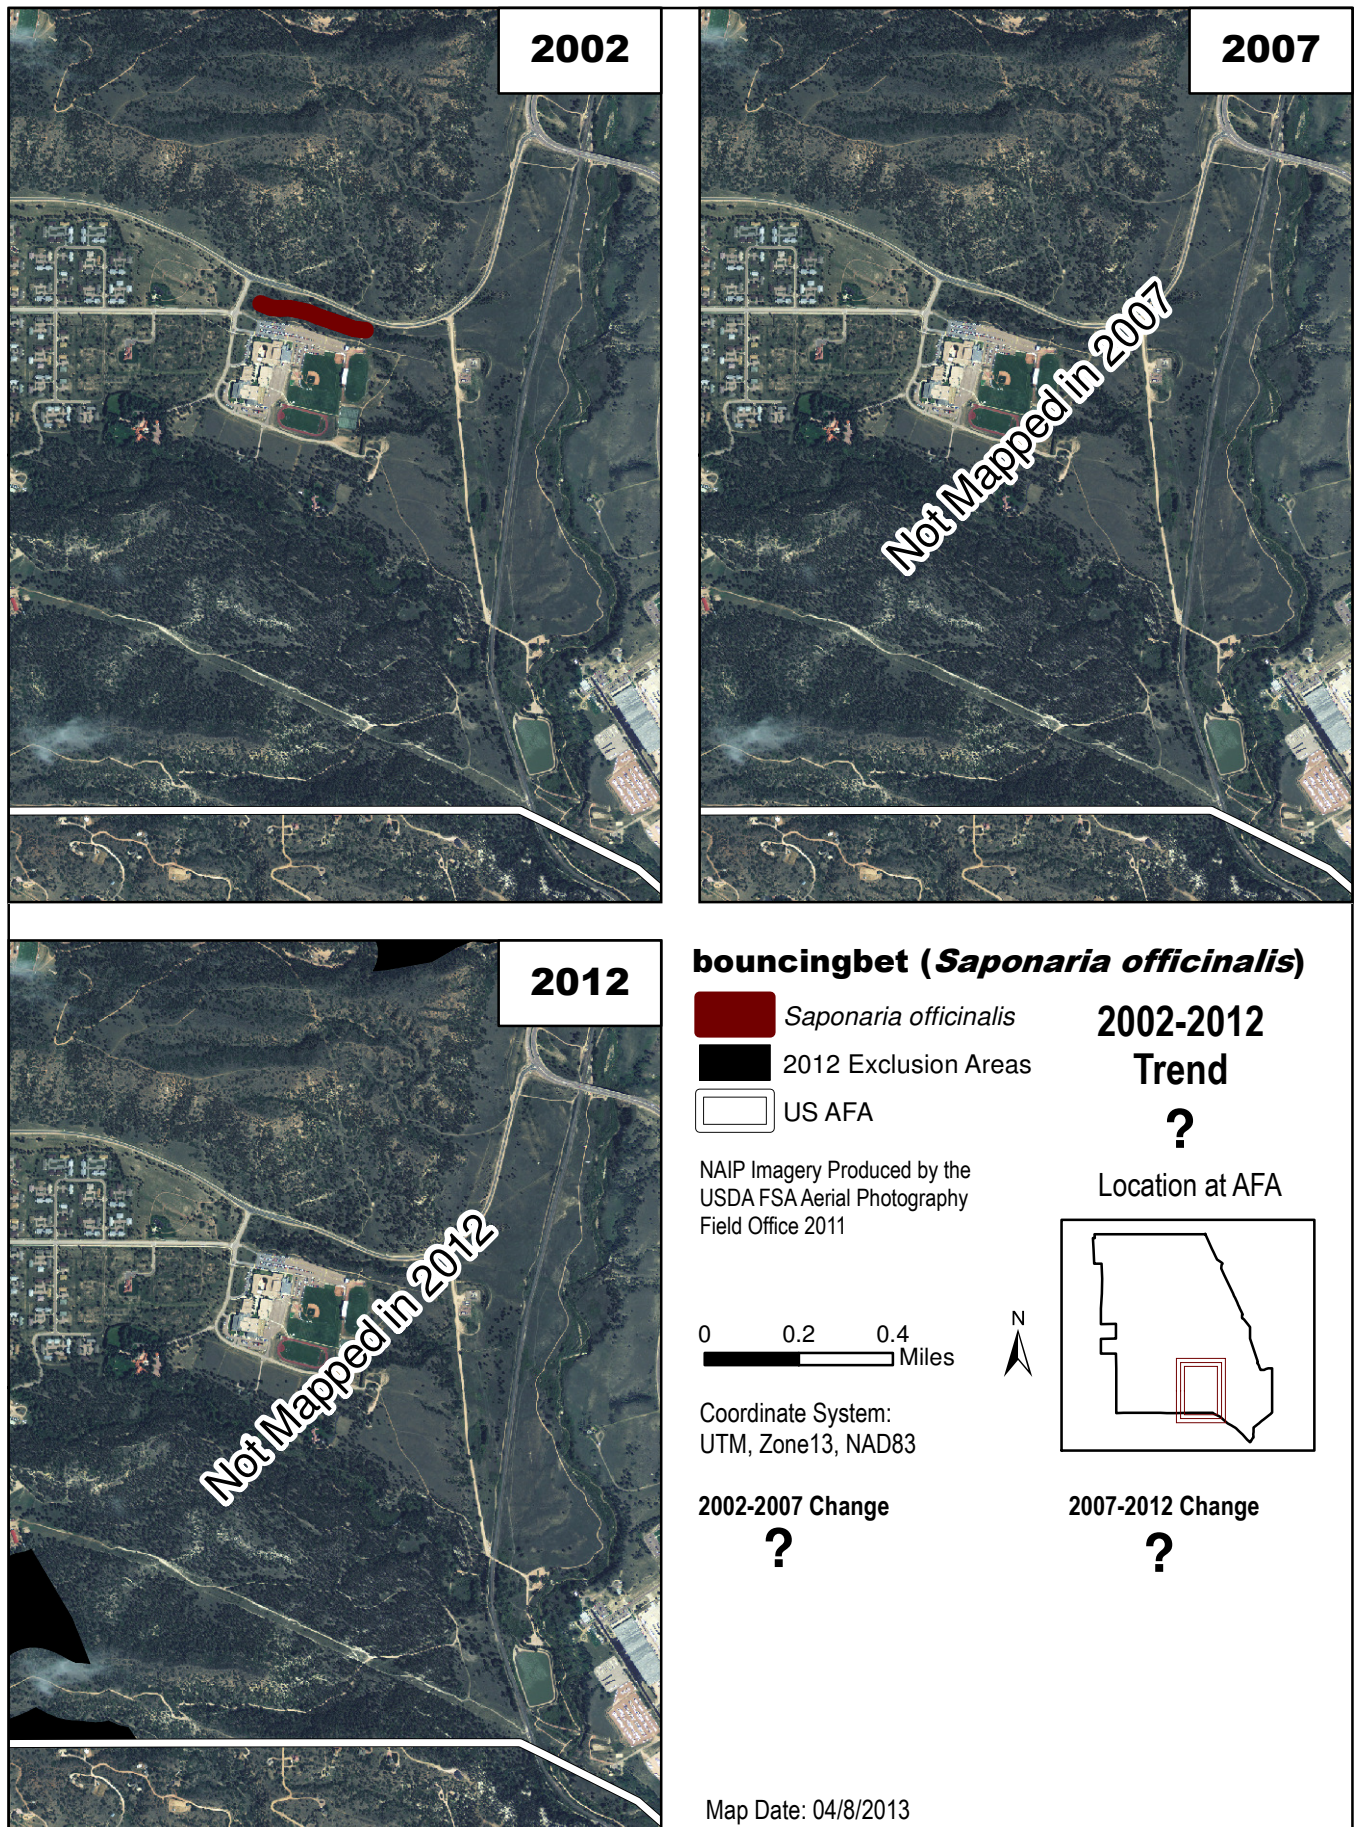 2002
2007
Not Mapped in 2007
2012
Not Mapped in 2012
bouncingbet (Saponaria officinalis)
Saponaria officinalis
2012 Exclusion Areas
US AFA
2002-2012
Trend
?
NAIP Imagery Produced by the
USDA FSA Aerial Photography
Field Office 2011
Location at AFA
0 0.2 0.4
Miles
N
Coordinate System:
UTM, Zone13, NAD83
2002-2007 Change
?
2007-2012 Change
?
Map Date: 04/8/2013